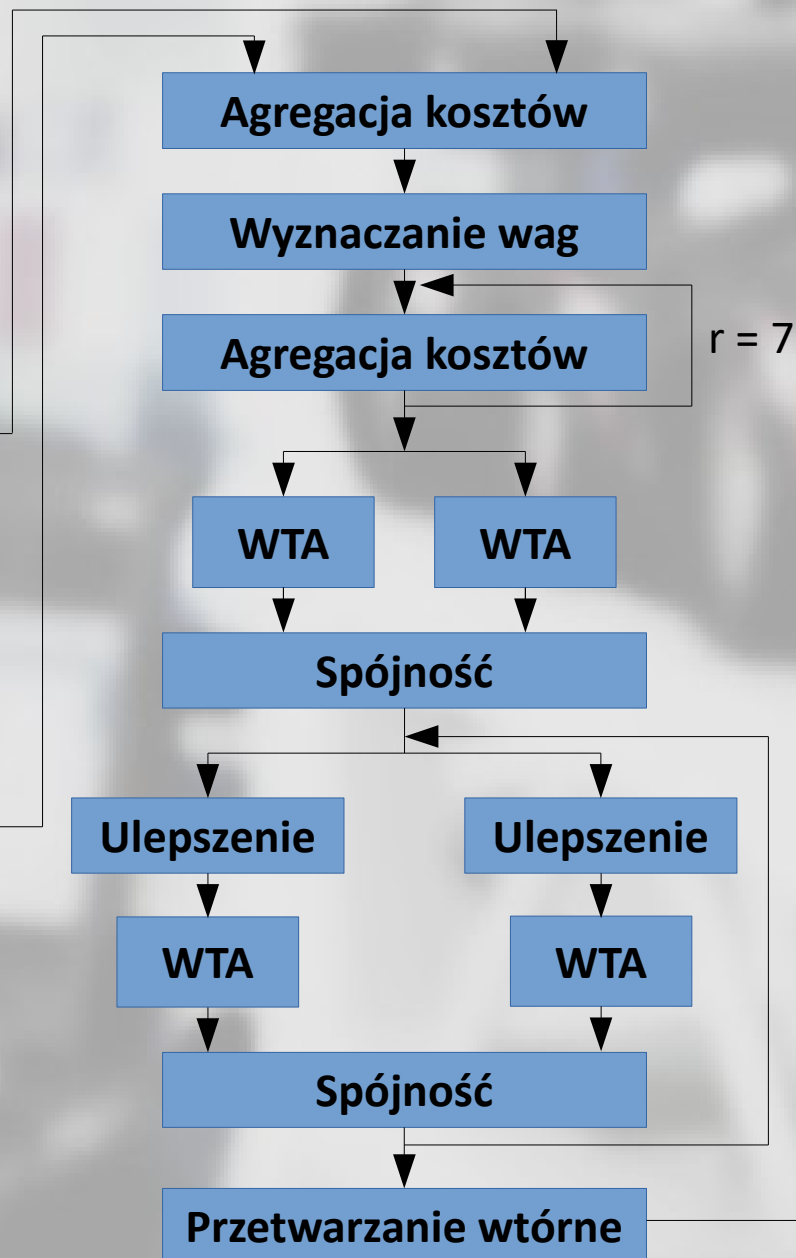 Agregacja kosztów
Wyznaczanie wag
Agregacja kosztów
r = 7
WTA WTA
Spójność
Ulepszenie Ulepszenie
WTA WTA
Spójność
Przetwarzanie wtórne